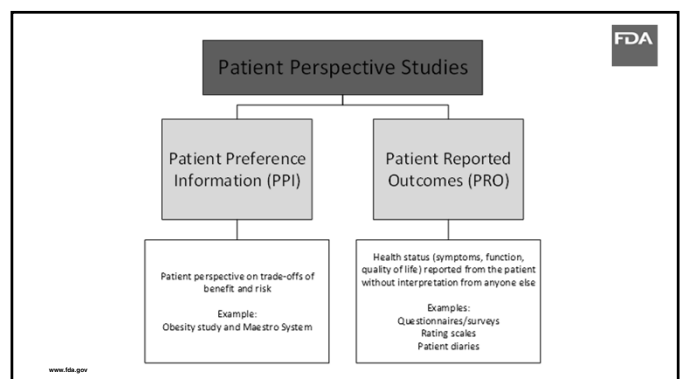 FDA
Patient Perspective Studies
Patient Preference
Information (PPI)
Patient Reported
Outcomes (PRO)
Patient perspective on trade-offs of
benefit and risk
Example:
Obesity study and Maestro System
Health status (symptoms, function,
quality of life) reported from the patient
without interpretation from anyone else
Examples:
Questionnaires/surveys
Rating scales
Patient diaries
www.fda.gov